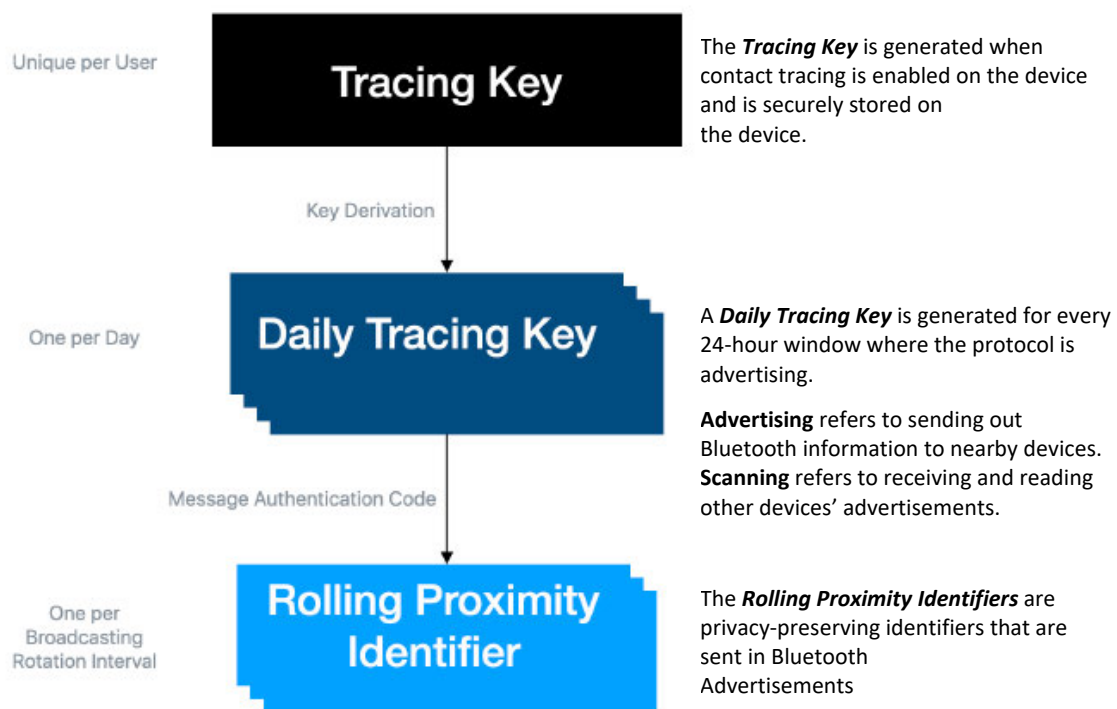 Unique per User
Tracing Key
The Tracing Key is generated when
contact tracing is enabled on the device
and is securely stored on
the device.
Key Derivation
One per Day
Daily Tracing Key
A Daily Tracing Key is generated for every
24-hour window where the protocol is
advertising.
Advertising refers to sending out
Bluetooth information to nearby devices.
Scanning refers to receiving and reading
other devices’ advertisements.
Message Authentication Code
One per
Broadcasting
Rotation Interval
Rolling Proximity
Identifier
The Rolling Proximity Identifiers are
privacy-preserving identifiers that are
sent in Bluetooth
Advertisements